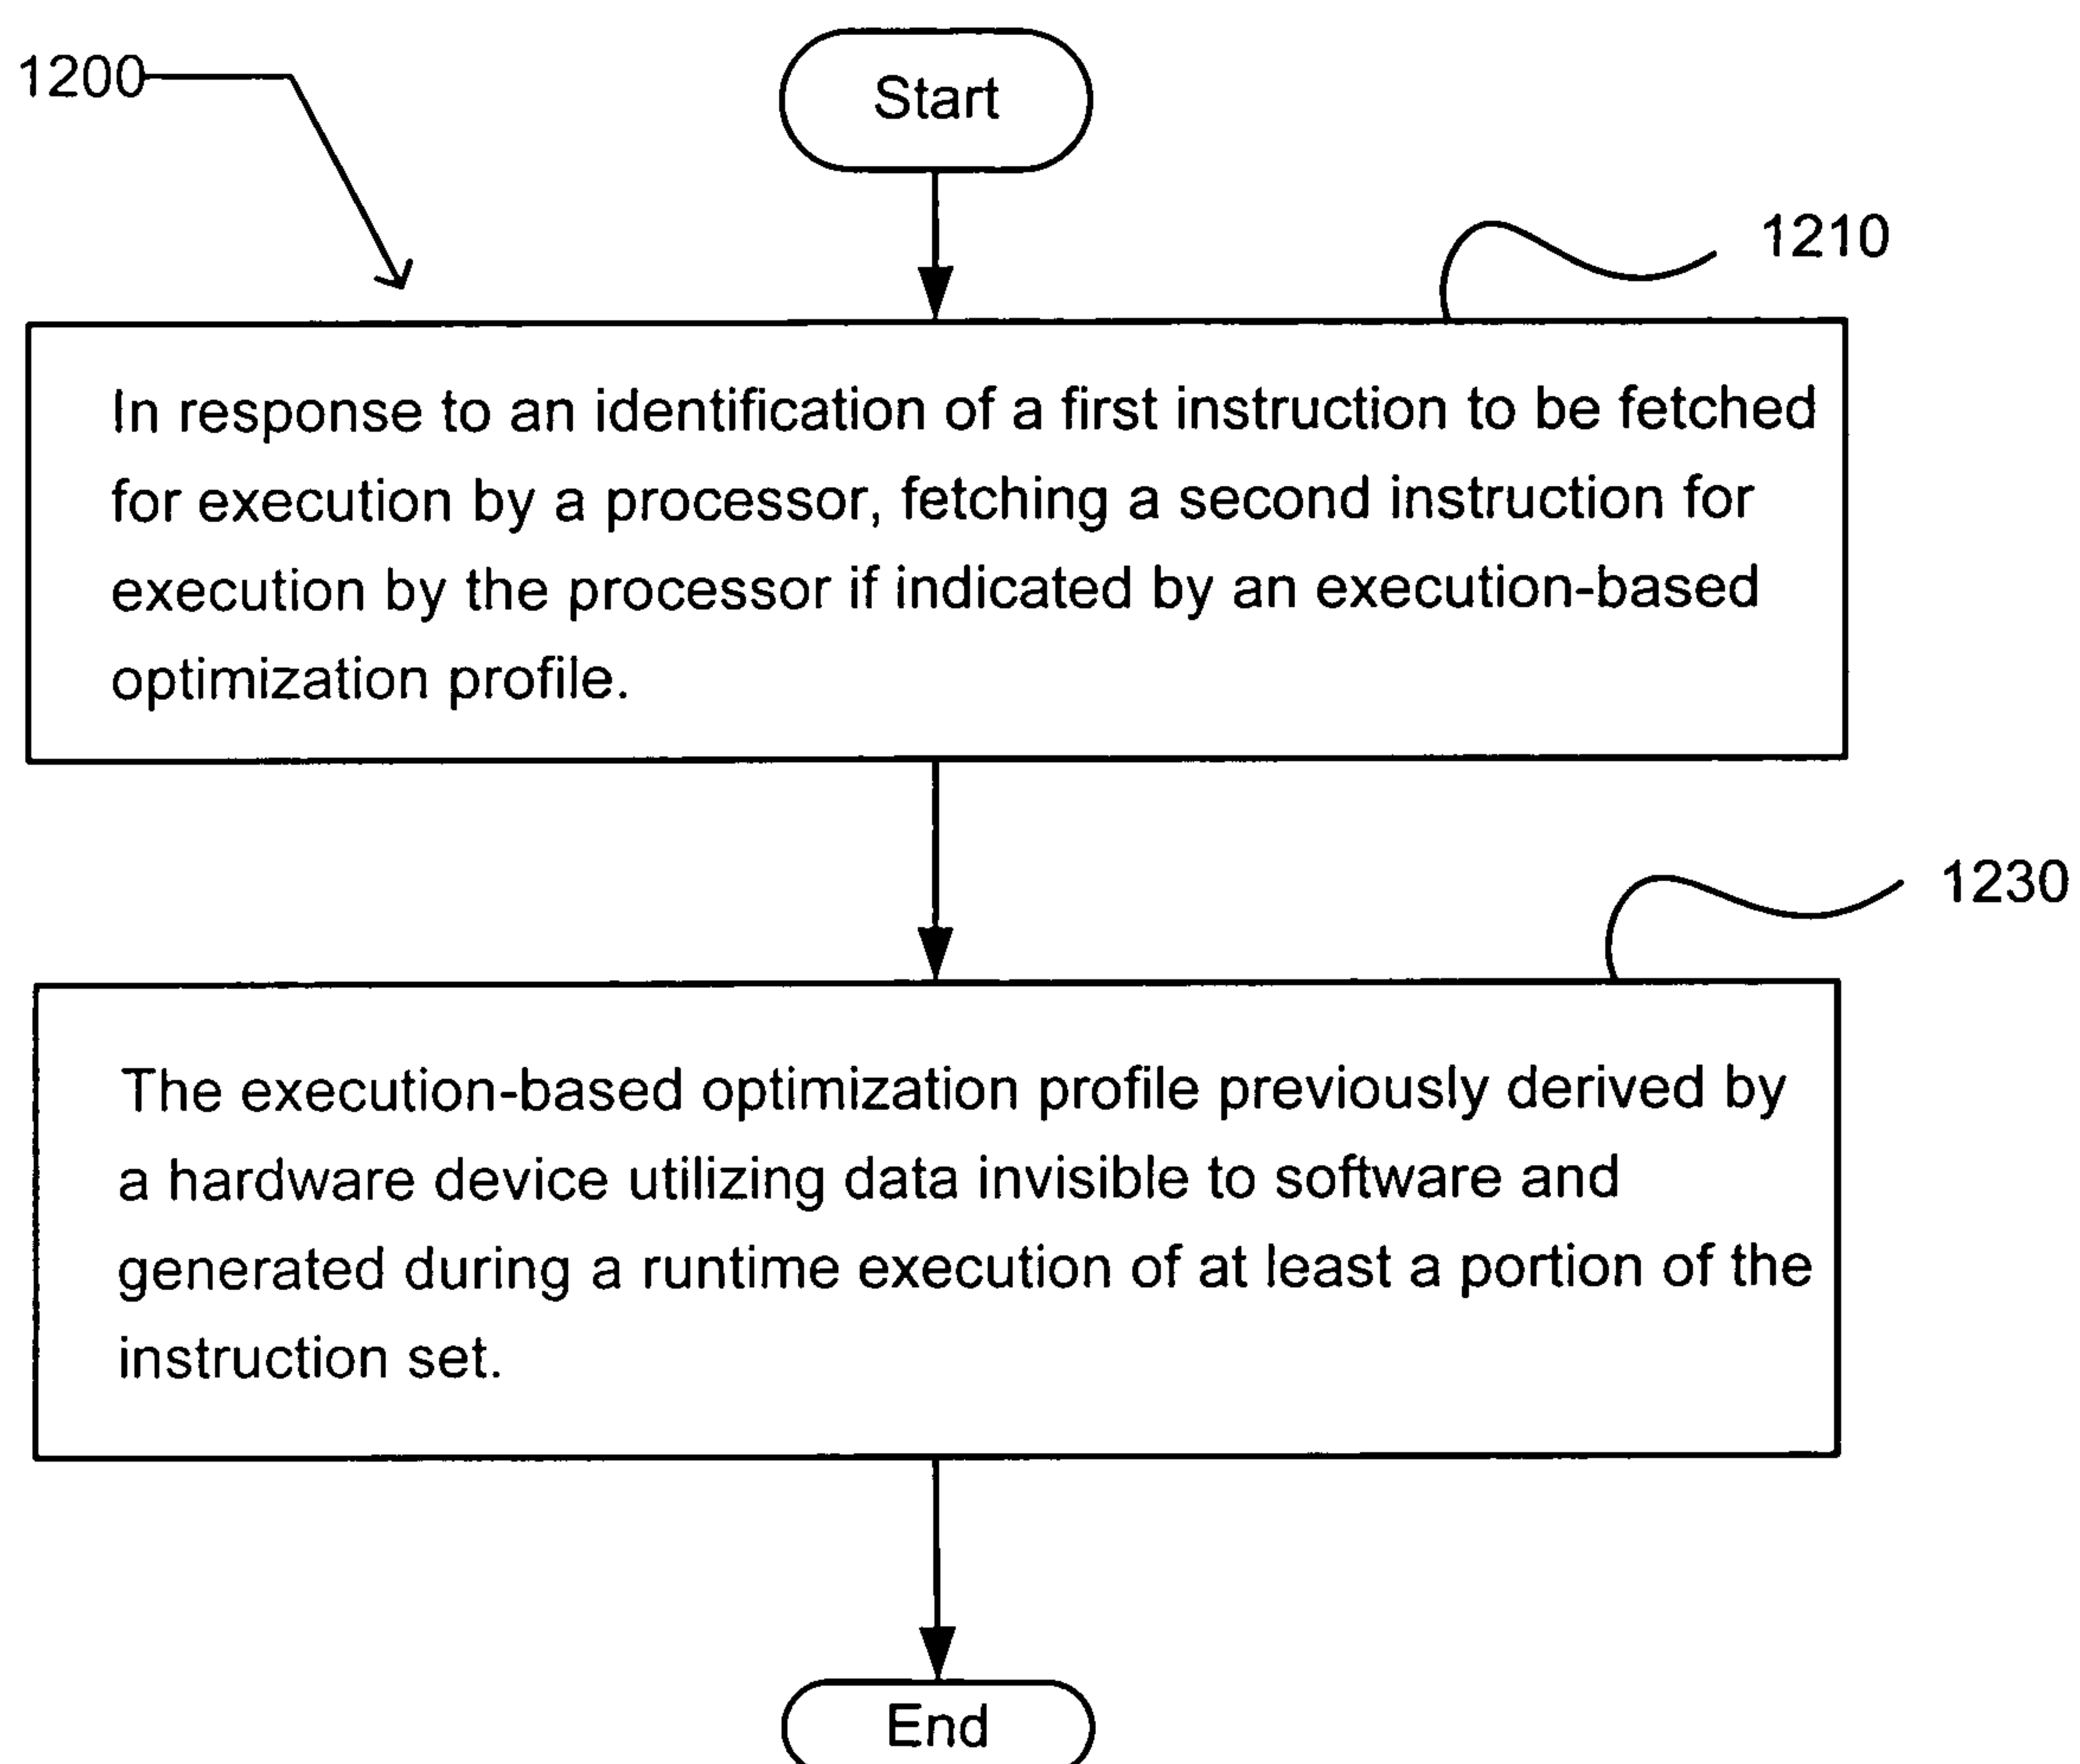 1200
Start
1210
In response to an identification of a first instruction to be fetched
for execution by a processor, fetching a second instruction for
execution by the processor if indicated by an execution-based
optimization profile.
1230
The execution-based optimization profile previously derived by
a hardware device utilizing data invisible to software and
generated during a runtime execution of at least a portion of the
instruction set.
End